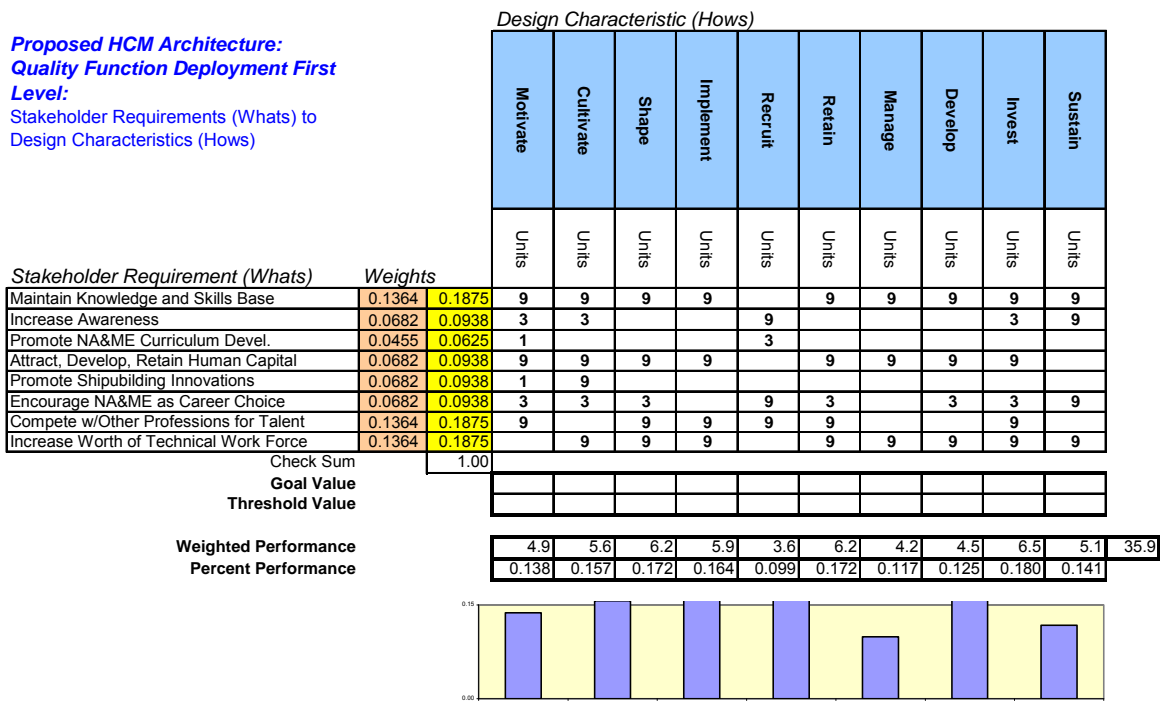 Design Characteristic (Hows)
Proposed HCM Architecture:
Quality Function Deployment First
Level:
Stakeholder Requirements (Whats) to
Design Characteristics (Hows)
Motivate Cultivate Shape Implement Recruit Retain Manage Develop Invest Sustain
Units Units Units Units Units Units Units Units Units Units
Stakeholder Requirement (Whats) Weights
Maintain Knowledge and Skills Base 0.1364 0.1875 9 9 9 9 9 9 9 9 9
Increase Awareness 0.0682 0.0938 3 3 9 3 9
Promote NA&ME Curriculum Devel. 0.0455 0.0625 1 3
Attract, Develop, Retain Human Capital 0.0682 0.0938 9 9 9 9 9 9 9 9
Promote Shipubilding Innovations 0.0682 0.0938 1 9
Encourage NA&ME as Career Choice 0.0682 0.0938 3 3 3 9 3 3 3 9
Compete w/Other Professions for Talent 0.1364 0.1875 9 9 9 9 9 9
Increase Worth of Technical Work Force 0.1364 0.1875 9 9 9 9 9 9 9 9
Check Sum 1.00
Goal Value
Threshold Value
Weighted Performance 4.9 5.6 6.2 5.9 3.6 6.2 4.2 4.5 6.5 5.1 35.9
Percent Performance 0.138 0.157 0.172 0.164 0.099 0.172 0.117 0.125 0.180 0.141
0.15
0.00